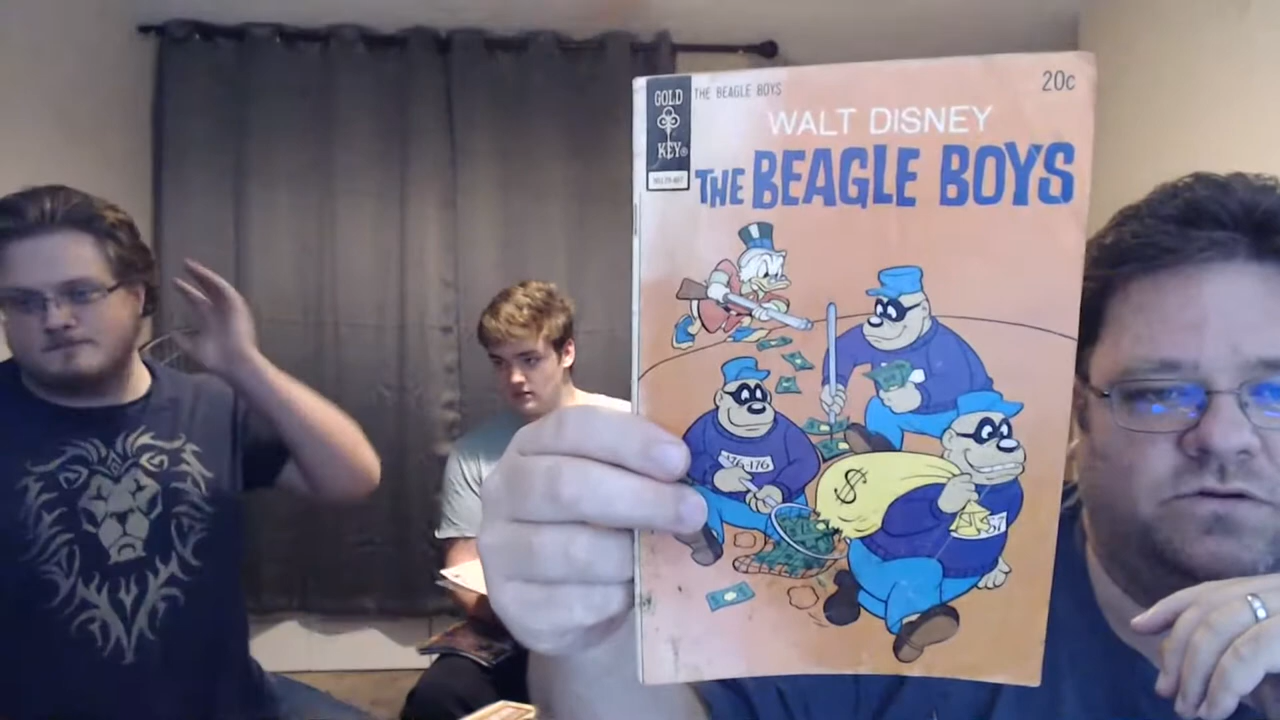 GOLD
KEY®
THE BEAGLE BOYS
20c
WALT DISNEY
THE BEAGLE BOYS
176-176
$